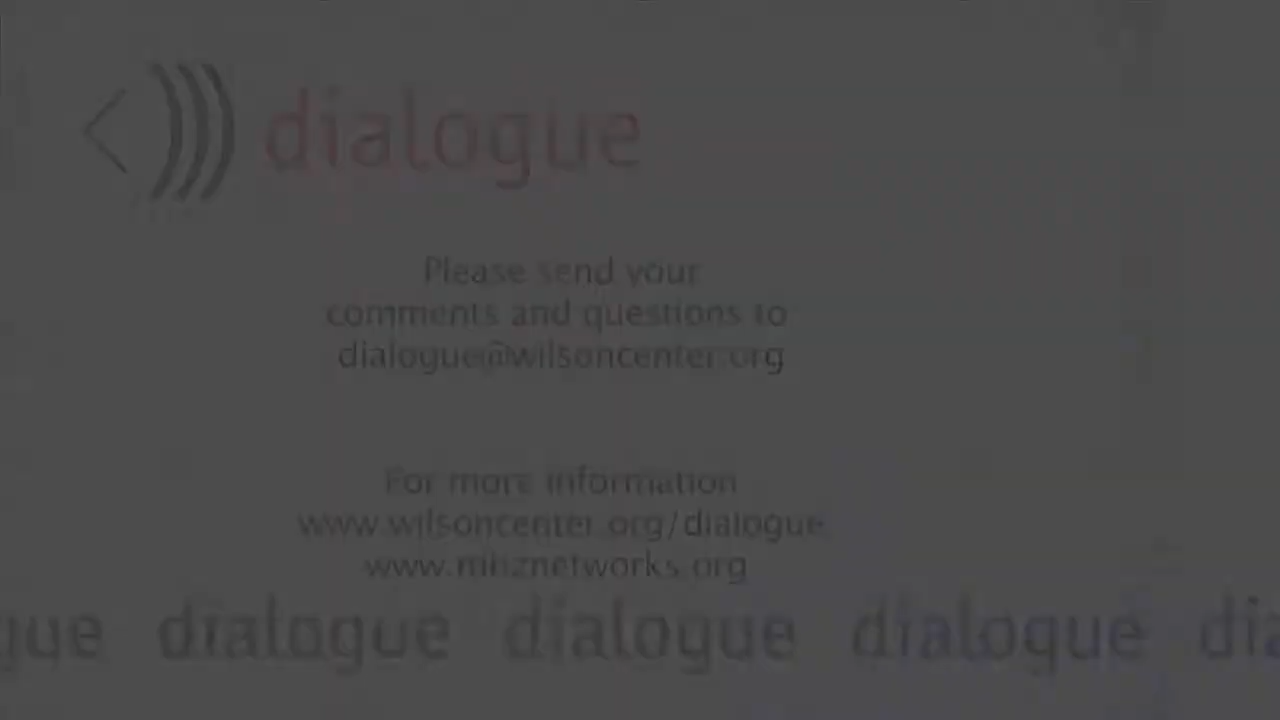 dialogue
Please send your
comments and questions to
dialogue@wilsoncenter.org
For more information
www.wilsoncenter.org/dialogue
www.mhznetworks.org
gue dialogue dialogue dialogue dia